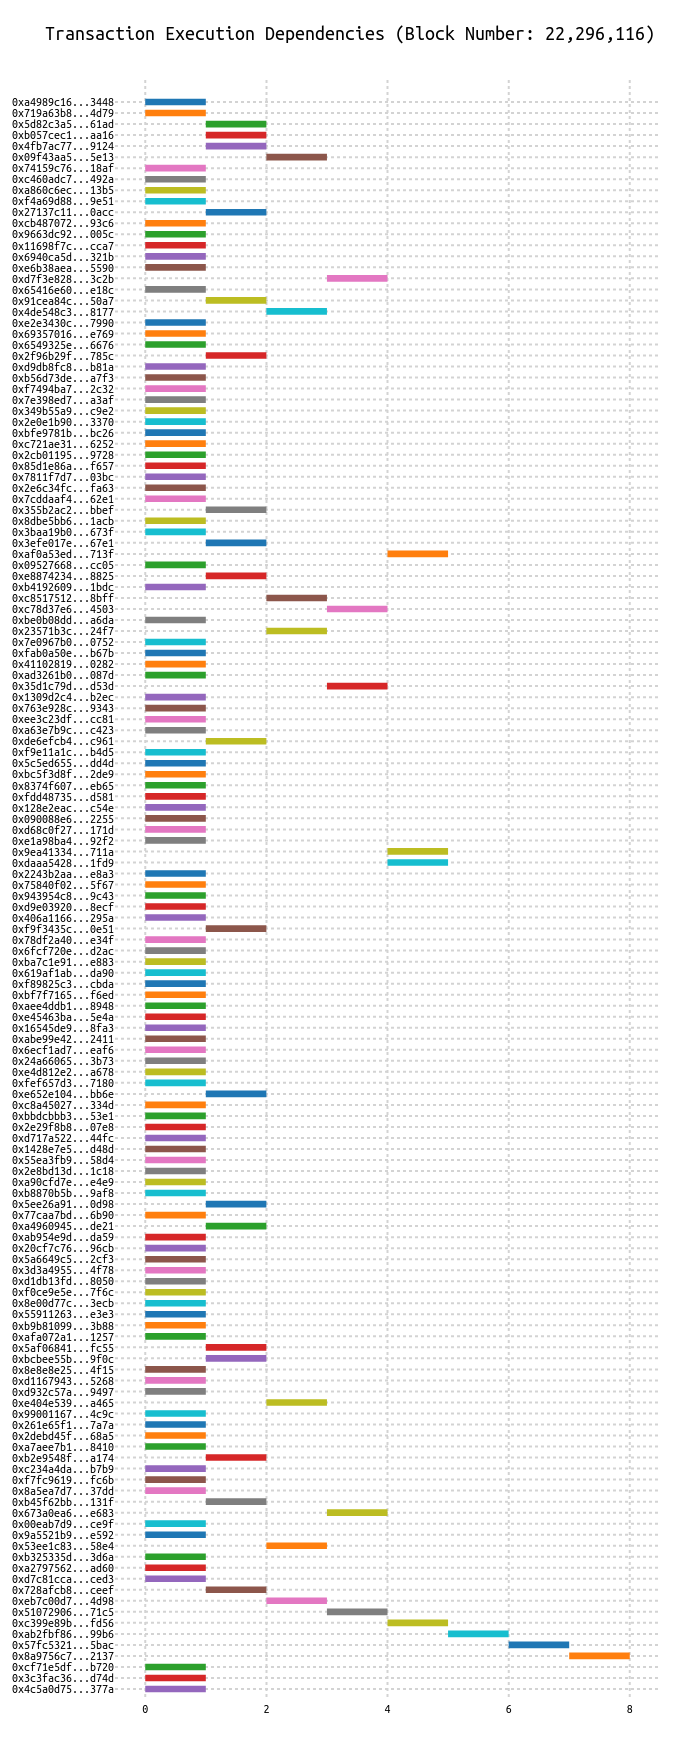 Transaction Execution Dependencies (Block Number: 22,296,116)
0xa4989c16...3448
0x719a63b8...4d79
0x5d82c3a5...61ad
0xb057cec1...aa16
0x4fb7ac77...9124
0x09f43aa5...5e13
0x74159c76...18af
0xc460adc7...492a
0xa860c6ec...13b5
0xf4a69d88...9e51
0x27137c11...0acc
0xcb487072...93c6
0x9663dc92...005c
0x11698f7c...cca7
0x6940ca5d...321b
0xe6b38aea...5590
0xd7f3e828...3c2b
0x65416e60...e18c
0x91cea84c...50a7
0x4de548c3...8177
0xe2e3430c...7990
0x69357016...e769
0x6549325e...6676
0x2f96b29f...785c
0xd9db8fc8...b81a
0xb56d73de...a7f3
0xf7494ba7...2c32
0x7e398ed7...a3af
0x349b55a9...c9e2
0x2e0e1b90...3370
0xbfe9781b...bc26
0xc721ae31...6252
0x2cb01195...9728
0x85d1e86a...f657
0x7811f7d7...03bc
0x2e6c34fc...fa63
0x7cddaaf4...62e1
0x355b2ac2...bbef
0x8dbe5bb6...1acb
0x3baa19b0...673f
0x3efe017e...67e1
0xaf0a53ed...713f
0x09527668...cc05
0xe8874234...8825
0xb4192609...1bdc
0xc8517512...8bff
0xc78d37e6...4503
0xbe0b08dd...a6da
0x23571b3c...24f7
0x7e0967b0...0752
0xfab0a50e...b67b
0x41102819...0282
0xad3261b0...087d
0x35d1c79d...d53d
0x1309d2c4...b2ec
0x763e928c...9343
0xee3c23df...cc81
0xa63e7b9c...c423
0xde6efcb4...c961
0xf9e11a1c...b4d5
0x5c5ed655...dd4d
0xbc5f3d8f...2de9
0x8374f607...eb65
0xfdd48735...d581
0x128e2eac...c54e
0x090088e6...2255
0xd68c0f27...171d
0xe1a98ba4...92f2
0x9ea41334...711a
0xdaaa5428...1fd9
0x2243b2aa...e8a3
0x75840f02...5f67
0x943954c8...9c43
0xd9e03920...8ecf
0x406a1166...295a
0xf9f3435c...0e51
0x78df2a40...e34f
0x6fcf720e...d2ac
0xba7c1e91...e883
0x619af1ab...da90
0xf89825c3...cbda
0xbf7f7165...f6ed
0xaee4ddb1...8948
0xe45463ba...5e4a
0x16545de9...8fa3
0xabe99e42...2411
0x6ecf1ad7...eaf6
0x24a66065...3b73
0xe4d812e2...a678
0xfef657d3...7180
0xe652e104...bb6e
0xc8a45027...334d
0xbbdcbbb3...53e1
0x2e29f8b8...07e8
0xd717a522...44fc
0x1428e7e5...d48d
0x55ea3fb9...58d4
0x2e8bd13d...1c18
0xa90cfd7e...e4e9
0xb8870b5b...9af8
0x5ee26a91...0d98
0x77caa7bd...6b90
0xa4960945...de21
0xab954e9d...da59
0x20cf7c76...96cb
0x5a6649c5...2cf3
0x3d3a4955...4f78
0xd1db13fd...8050
0xf0ce9e5e...7f6c
0x8e00d77c...3ecb
0x55911263...e3e3
0xb9b81099...3b88
0xafa072a1...1257
0x5af06841...fc55
0xbcbee55b...9f0c
0x8e8e8e25...4f15
0xd1167943...5268
0xd932c57a...9497
0xe404e539...a465
0x99001167...4c9c
0x261e65f1...7a7a
0x2debd45f...68a5
0xa7aee7b1...8410
0xb2e9548f...a174
0xc234a4da...b7b9
0xf7fc9619...fc6b
0x8a5ea7d7...37dd
0xb45f62bb...131f
0x673a0ea6...e683
0x00eab7d9...ce9f
0x9a5521b9...e592
0x53ee1c83...58e4
0xb325335d...3d6a
0xa2797562...ad60
0xd7c81cca...ced3
0x728afcb8...ceef
0xeb7c00d7...4d98
0x51072906...71c5
0xc399e89b...fd56
0xab2fbf86...99b6
0x57fc5321...5bac
0x8a9756c7...2137
0xcf71e5df...b720
0x3c3fac36...d74d
0x4c5a0d75...377a
0 2 4 6 8